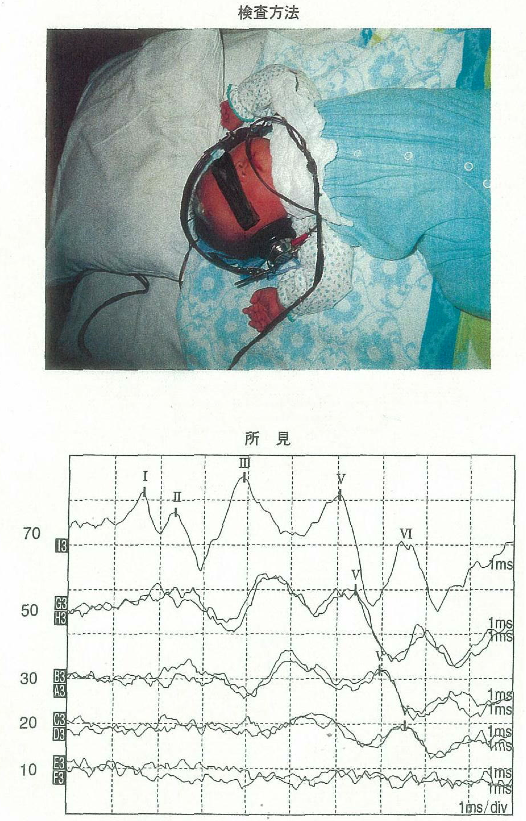 検査方法
所見
I
II
III
V
VI
70
I3
1ms
V
50
G3
H3
1ms
1ms
V
30
B3
A3
1ms
1ms
20
C3
D3
1ms
1ms
10
E3
F3
1ms
1ms
1ms/div